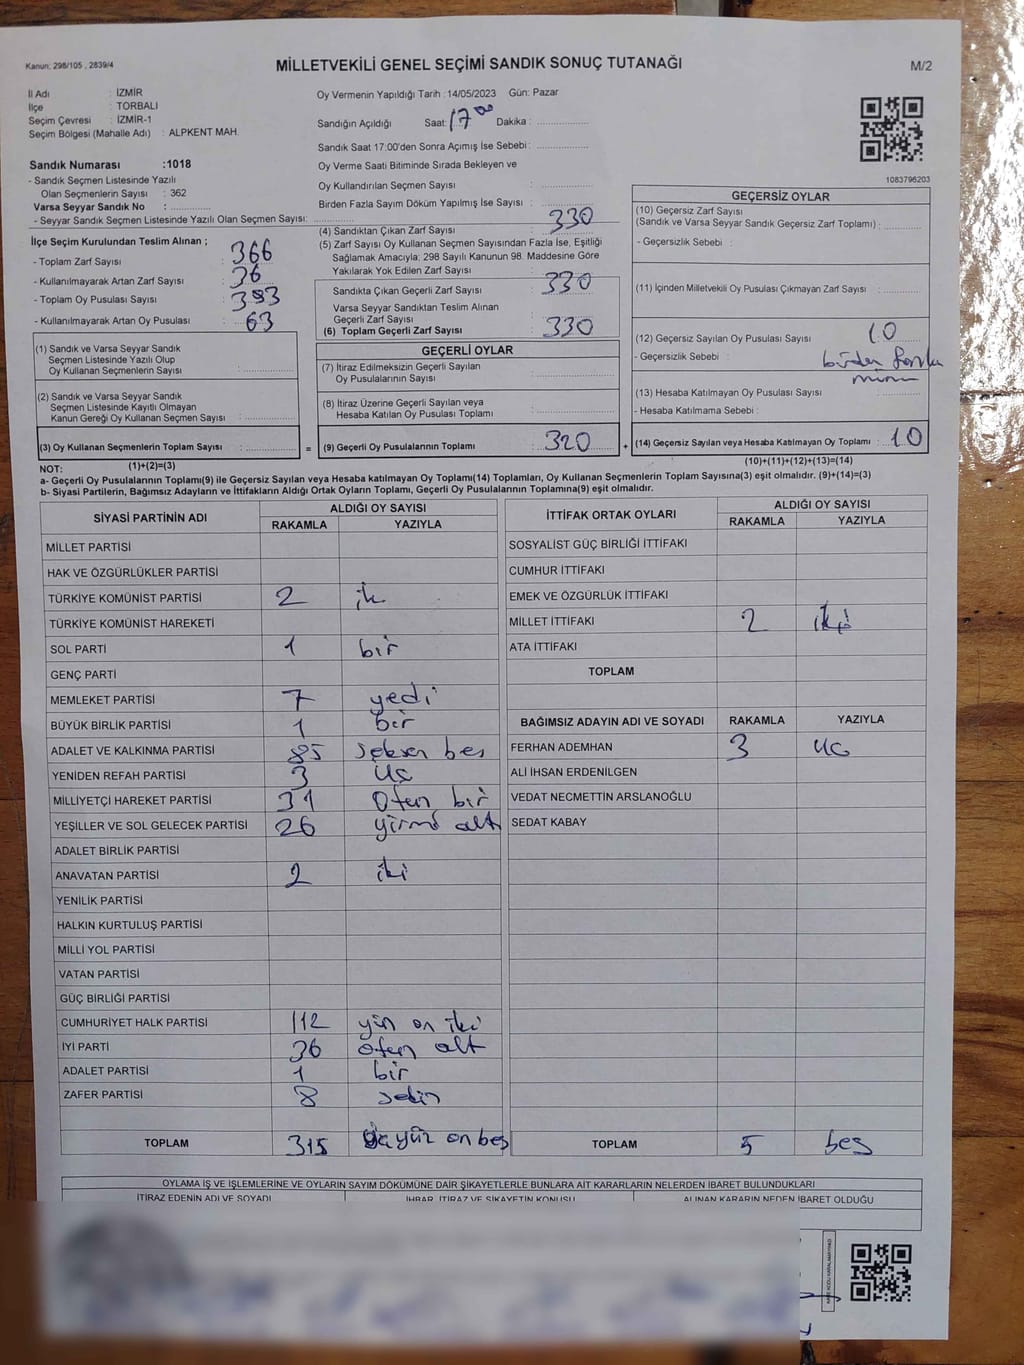 Kanun: 298/105 , 2839/4
MİLLETVEKİLİ GENEL SEÇİMİ SANDIK SONUÇ TUTANAĞI
M/2
İl Adı : İZMİR
İlçe : TORBALI
Seçim Çevresi : İZMİR-1
Seçim Bölgesi (Mahalle Adı) : ALPKENT MAH.
Sandık Numarası :1018
- Sandık Seçmen Listesinde Yazılı
Olan Seçmenlerin Sayısı : 362
Varsa Seyyar Sandık No :
- Seyyar Sandık Seçmen Listesinde Yazılı Olan Seçmen Sayısı:
İlçe Seçim Kurulundan Teslim Alınan ;
- Toplam Zarf Sayısı : 366
- Kullanılmayarak Artan Zarf Sayısı : 36
- Toplam Oy Pusulası Sayısı : 393
- Kullanılmayarak Artan Oy Pusulası : 63
(1) Sandık ve Varsa Seyyar Sandık
Seçmen Listesinde Yazılı Olup
Oy Kullanan Seçmenlerin Sayısı :
(2) Sandık ve Varsa Seyyar Sandık
Seçmen Listesinde Kayıtlı Olmayan
Kanun Gereği Oy Kullanan Seçmen Sayısı :
(3) Oy Kullanan Seçmenlerin Toplam Sayısı :
(1)+(2)=(3)
Oy Vermenin Yapıldığı Tarih : 14/05/2023 Gün: Pazar
Sandığın Açıldığı Saat: 17 00 Dakika :
Sandık Saat 17:00'den Sonra Açımış İse Sebebi :
Oy Verme Saati Bitiminde Sırada Bekleyen ve
Oy Kullandırılan Seçmen Sayısı :
Birden Fazla Sayım Döküm Yapılmış İse Sayısı :
(4) Sandıktan Çıkan Zarf Sayısı : 330
(5) Zarf Sayısı Oy Kullanan Seçmen Sayısından Fazla İse, Eşitliği
Sağlamak Amacıyla; 298 Sayılı Kanunun 98. Maddesine Göre
Yakılarak Yok Edilen Zarf Sayısı :
Sandıkta Çıkan Geçerli Zarf Sayısı : 330
Varsa Seyyar Sandıktan Teslim Alınan
Geçerli Zarf Sayısı :
(6) Toplam Geçerli Zarf Sayısı : 330
GEÇERLİ OYLAR
(7) İtiraz Edilmeksizin Geçerli Sayılan
Oy Pusulalarının Sayısı :
(8) İtiraz Üzerine Geçerli Sayılan veya
Hesaba Katılan Oy Pusulası Toplamı :
= (9) Geçerli Oy Pusulalarının Toplamı : 320
1083796203
GEÇERSİZ OYLAR
(10) Geçersiz Zarf Sayısı
(Sandık ve Varsa Seyyar Sandık Geçersiz Zarf Toplamı) :
- Geçersizlik Sebebi :
(11) İçinden Milletvekili Oy Pusulası Çıkmayan Zarf Sayısı :
(12) Geçersiz Sayılan Oy Pusulası Sayısı : 10
- Geçersizlik Sebebi : birden fazla
(13) Hesaba Katılmayan Oy Pusulası Sayısı :
- Hesaba Katılmama Sebebi :
+ (14) Geçersiz Sayılan veya Hesaba Katılmayan Oy Toplamı : 10
(10)+(11)+(12)+(13)=(14)
NOT:
a- Geçerli Oy Pusulalarının Toplamı(9) ile Geçersiz Sayılan veya Hesaba katılmayan Oy Toplamı(14) Toplamları, Oy Kullanan Seçmenlerin Toplam Sayısına(3) eşit olmalıdır. (9)+(14)=(3)
b- Siyasi Partilerin, Bağımsız Adayların ve İttifakların Aldığı Ortak Oyların Toplamı, Geçerli Oy Pusulalarının Toplamına(9) eşit olmalıdır.
SİYASİ PARTİNİN ADI ALDIĞI OY SAYISI
RAKAMLA YAZIYLA
MİLLET PARTİSİ
HAK VE ÖZGÜRLÜKLER PARTİSİ
TÜRKİYE KOMÜNİST PARTİSİ 2 iki
TÜRKİYE KOMÜNİST HAREKETİ
SOL PARTİ 1 bir
GENÇ PARTİ
MEMLEKET PARTİSİ 7 yedi
BÜYÜK BİRLİK PARTİSİ 1 bir
ADALET VE KALKINMA PARTİSİ 85 seksen beş
YENİDEN REFAH PARTİSİ 3 üç
MİLLİYETÇİ HAREKET PARTİSİ 31 otuz bir
YEŞİLLER VE SOL GELECEK PARTİSİ 26 yirmi altı
ADALET BİRLİK PARTİSİ
ANAVATAN PARTİSİ 2 iki
YENİLİK PARTİSİ
HALKIN KURTULUŞ PARTİSİ
MİLLİ YOL PARTİSİ
VATAN PARTİSİ
GÜÇ BİRLİĞİ PARTİSİ
CUMHURİYET HALK PARTİSİ 112 yüz on iki
İYİ PARTİ 36 otuz altı
ADALET PARTİSİ 1 bir
ZAFER PARTİSİ 8 sekiz
TOPLAM 315 üç yüz on beş
İTTİFAK ORTAK OYLARI ALDIĞI OY SAYISI
RAKAMLA YAZIYLA
SOSYALİST GÜÇ BİRLİĞİ İTTİFAKI
CUMHUR İTTİFAKI
EMEK VE ÖZGÜRLÜK İTTİFAKI
MİLLET İTTİFAKI 2 iki
ATA İTTİFAKI
TOPLAM
BAĞIMSIZ ADAYIN ADI VE SOYADI RAKAMLA YAZIYLA
FERHAN ADEMHAN 3 üç
ALİ İHSAN ERDENİLGEN
VEDAT NECMETTİN ARSLANOĞLU
SEDAT KABAY
TOPLAM 5 beş
OYLAMA İŞ VE İŞLEMLERİNE VE OYLARIN SAYIM DÖKÜMÜNE DAİR ŞİKAYETLERLE BUNLARA AİT KARARLARIN NELERDEN İBARET BULUNDUKLARI
İTİRAZ EDENİN ADI VE SOYADI İHBAR, İTİRAZ VE ŞİKAYETİN KONUSU ALINAN KARARIN NEDEN İBARET OLDUĞU